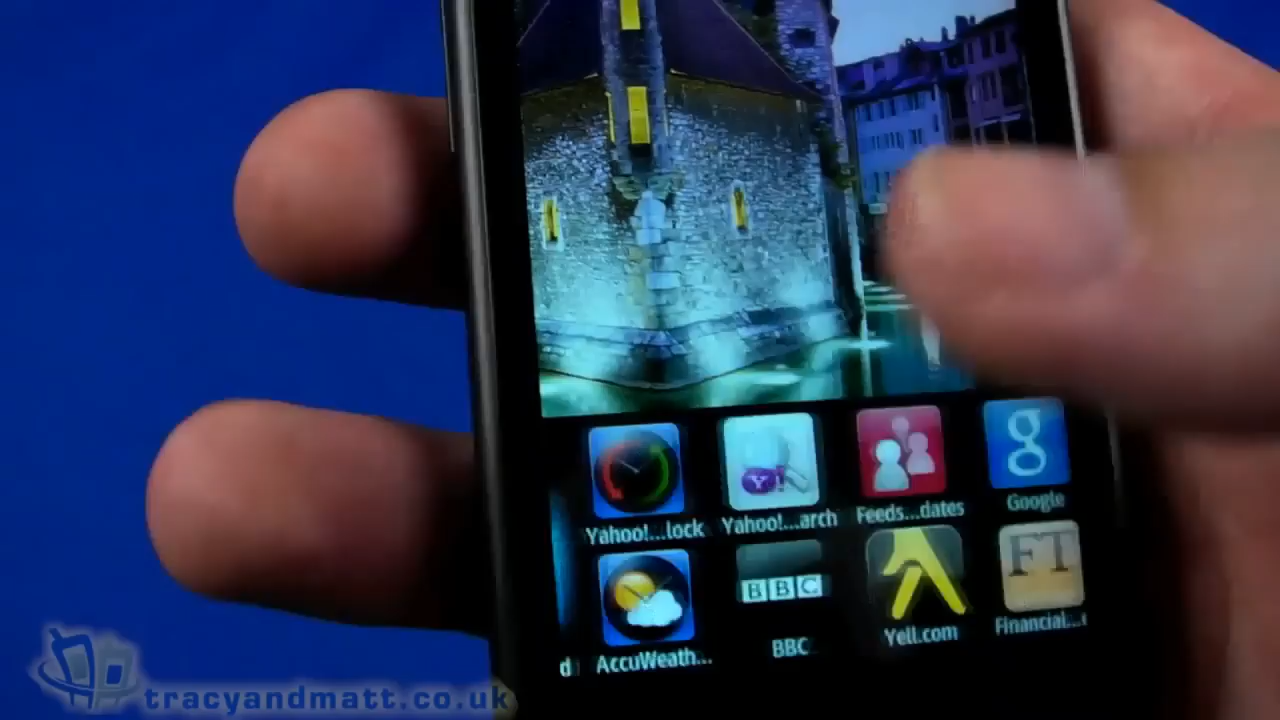 Yahoo!...lock
Y!
Yahoo!...arch
Feeds...dates
g
Google
d
AccuWeath...
BBC
BBC
Yell.com
FT
Financial...
tracyandmatt.co.uk